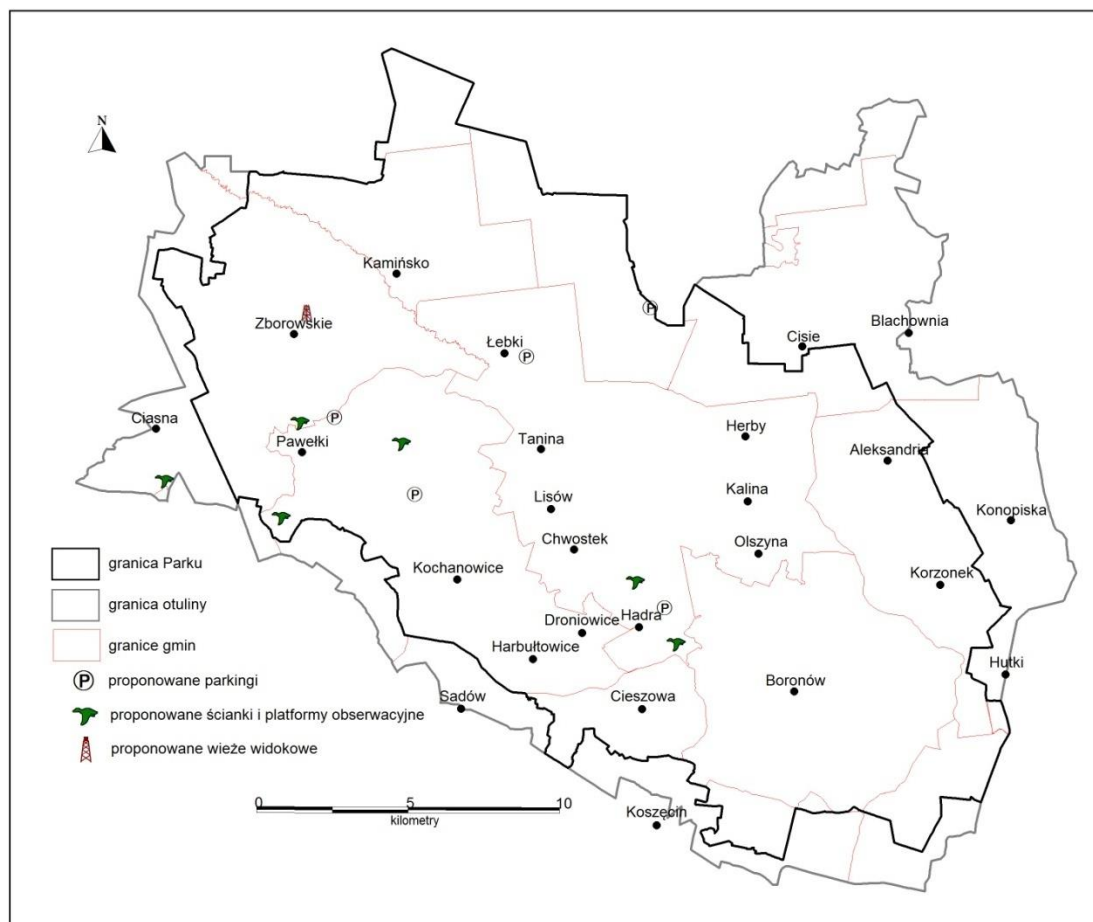 N
Kamińsko
Zborowskie
Łebki
P
P
Cisie
Blachownia
Ciasna
Pawełki
P
Tanina
Herby
Aleksandria
P
Lisów
Kalina
Konopiska
Chwostek
Olszyna
Kochanowice
Korzonek
P
Droniowice
Hadra
Harbułtowice
Hutki
Boronów
Sadów
Cieszowa
Koszęcin
granica Parku
granica otuliny
granice gmin
P proponowane parkingi
proponowane ścianki i platformy obserwacyjne
proponowane wieże widokowe
0 5 10
kilometry